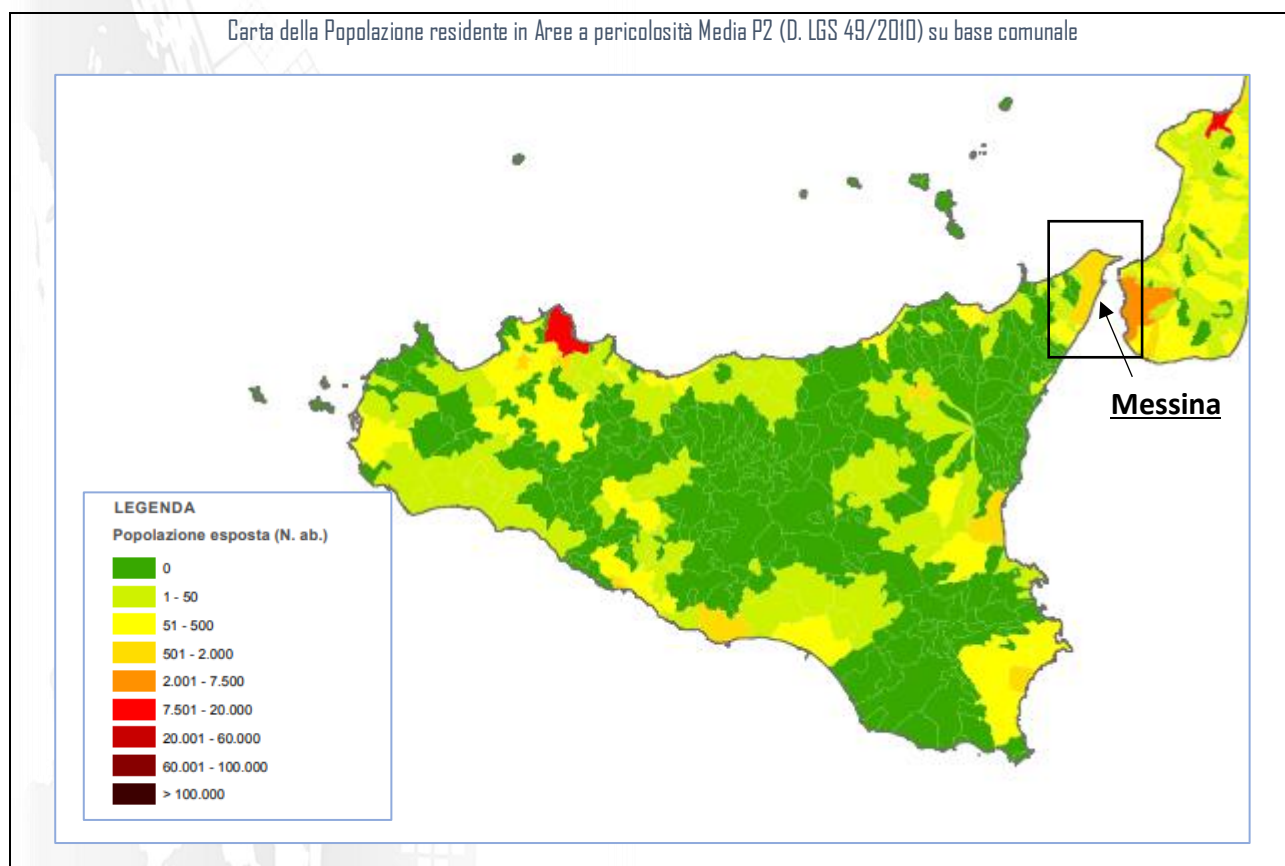 Carta della Popolazione residente in Aree a pericolosità Media P2 (D. LGS 49/2010) su base comunale
Messina
LEGENDA
Popolazione esposta (N. ab.)
0
1 - 50
51 - 500
501 - 2.000
2.001 - 7.500
7.501 - 20.000
20.001 - 60.000
60.001 - 100.000
> 100.000